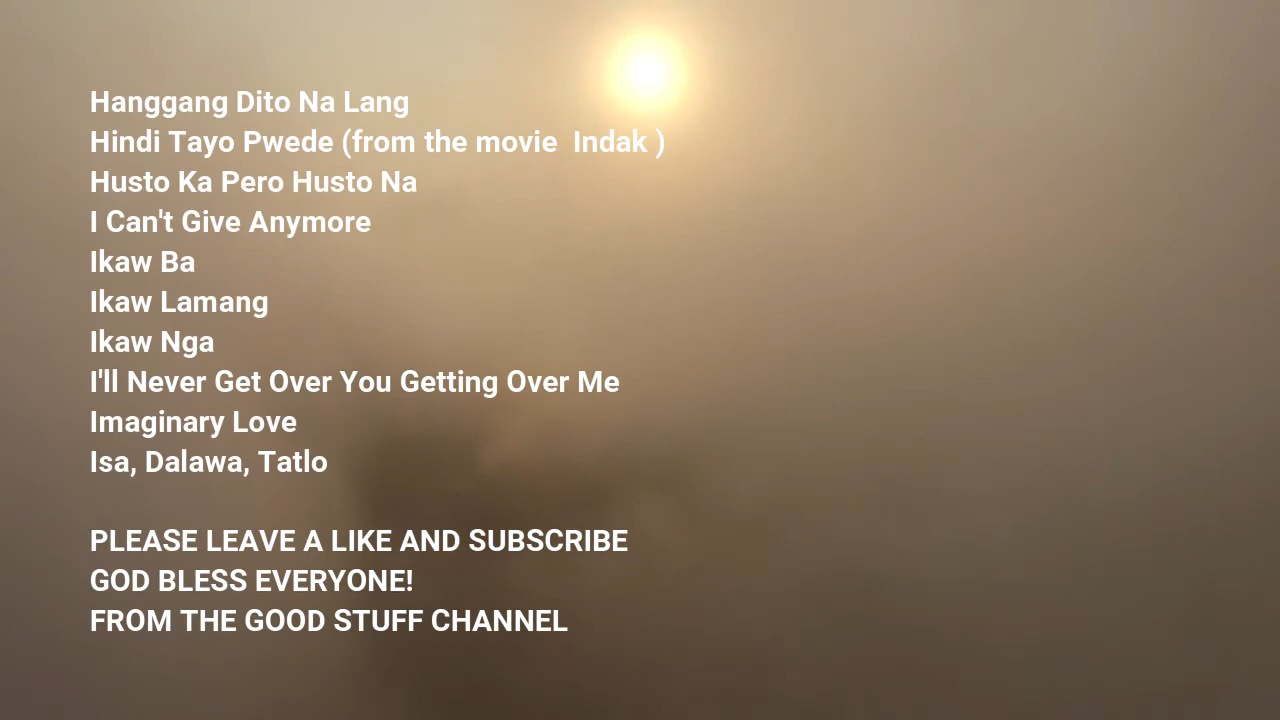 Hanggang Dito Na Lang
Hindi Tayo Pwede (from the movie  Indak )
Husto Ka Pero Husto Na
I Can't Give Anymore
Ikaw Ba
Ikaw Lamang
Ikaw Nga
I'll Never Get Over You Getting Over Me
Imaginary Love
Isa, Dalawa, Tatlo
PLEASE LEAVE A LIKE AND SUBSCRIBE
GOD BLESS EVERYONE!
FROM THE GOOD STUFF CHANNEL